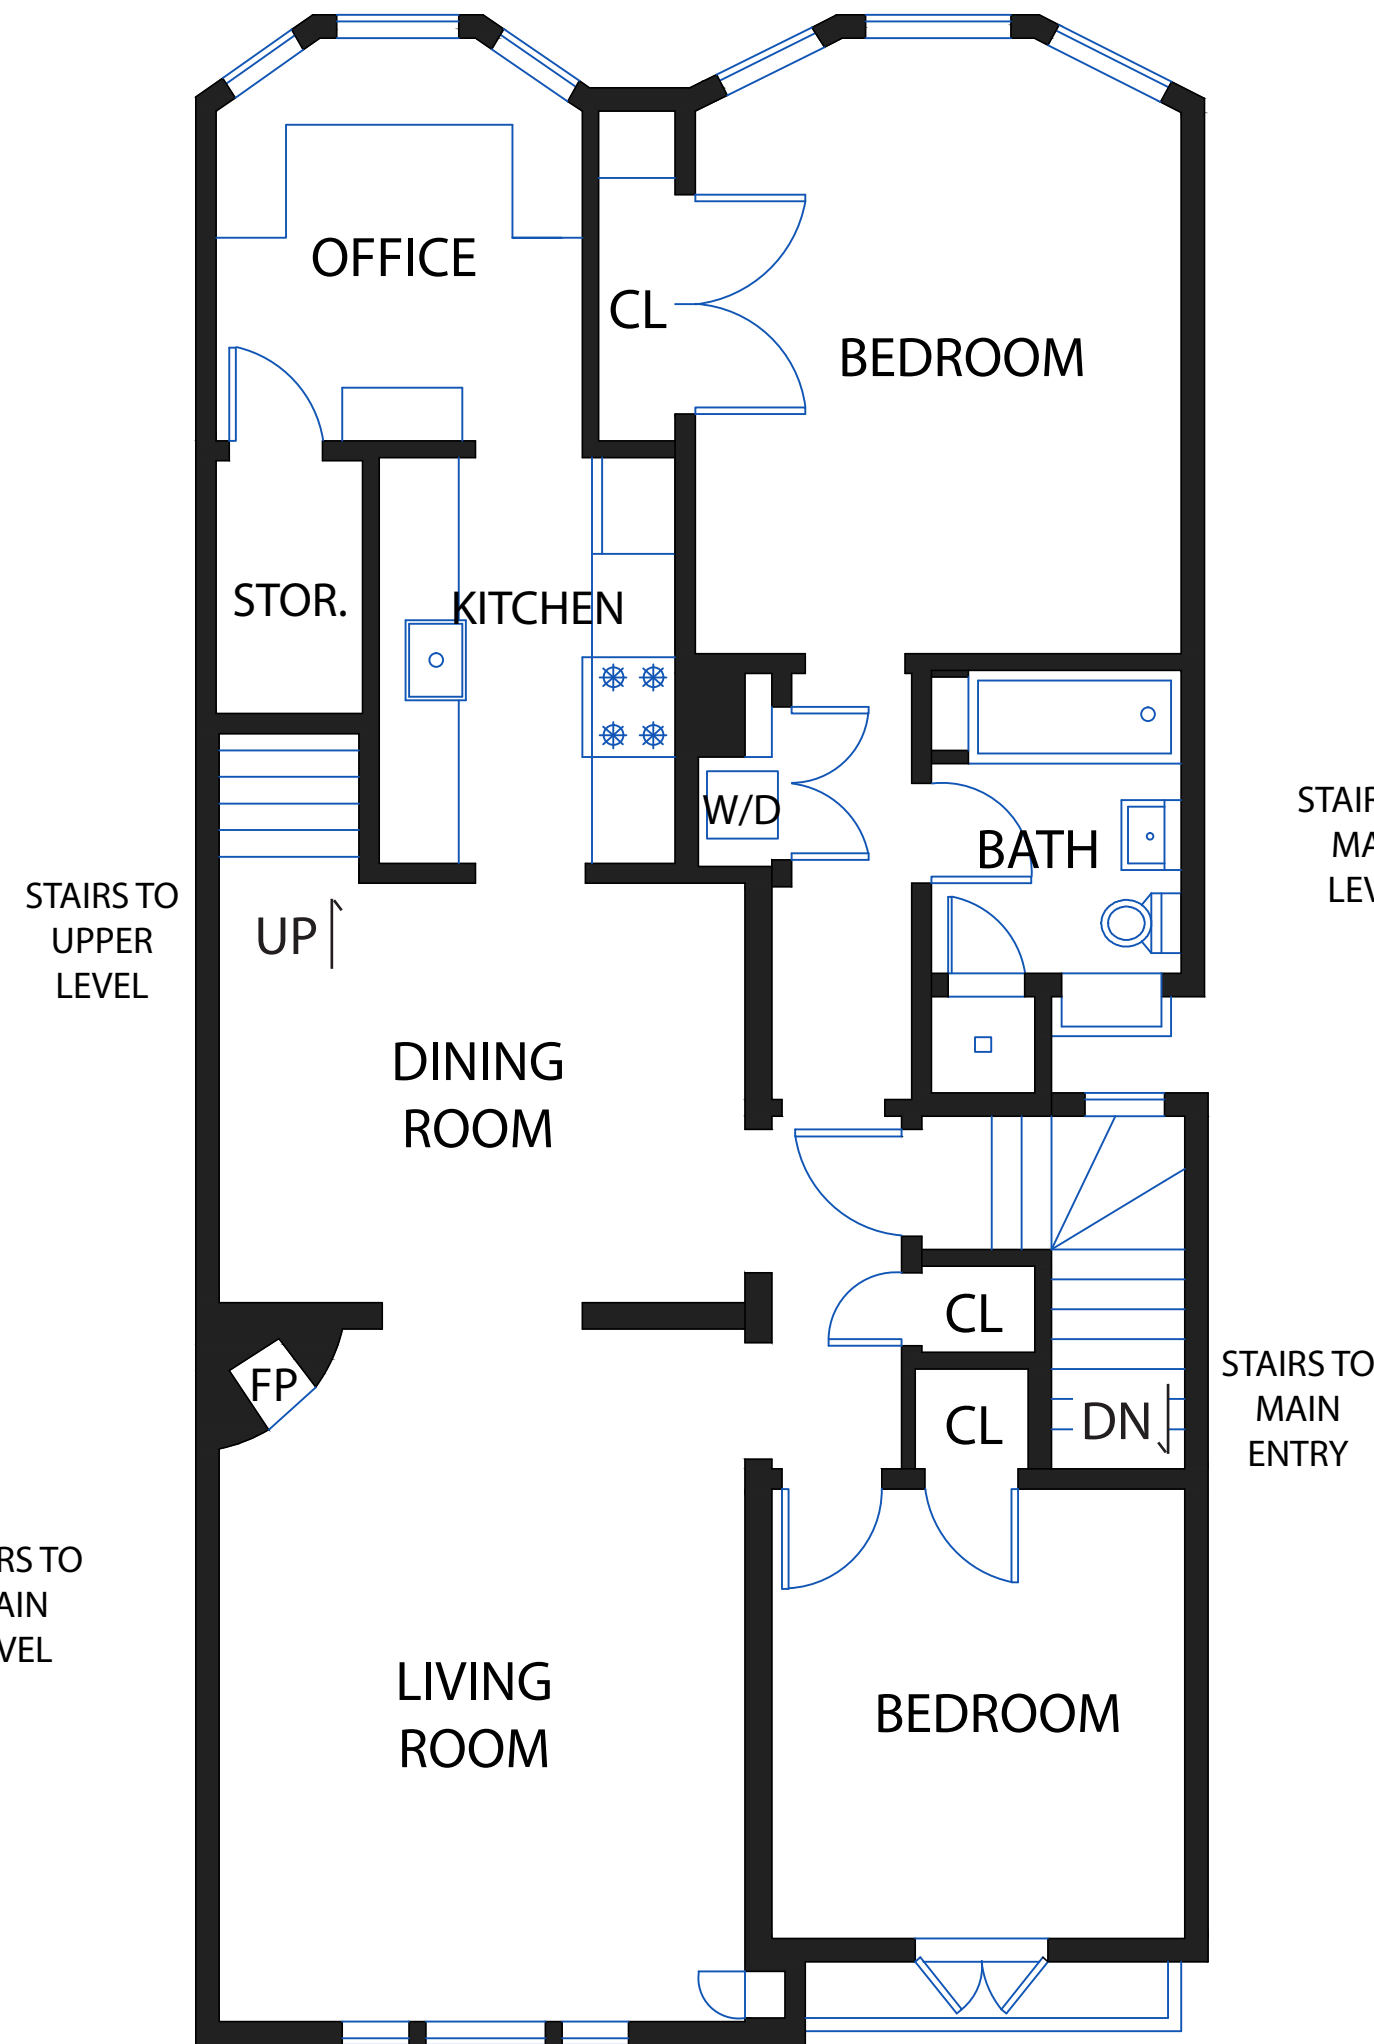 OFFICE
CL
BEDROOM
STOR.
KITCHEN
W/D
BATH
STAIRS TO
UPPER
LEVEL
UP
DINING
ROOM
CL
FP
CL
DN
STAIRS TO
MAIN
ENTRY
LIVING
ROOM
BEDROOM
TO